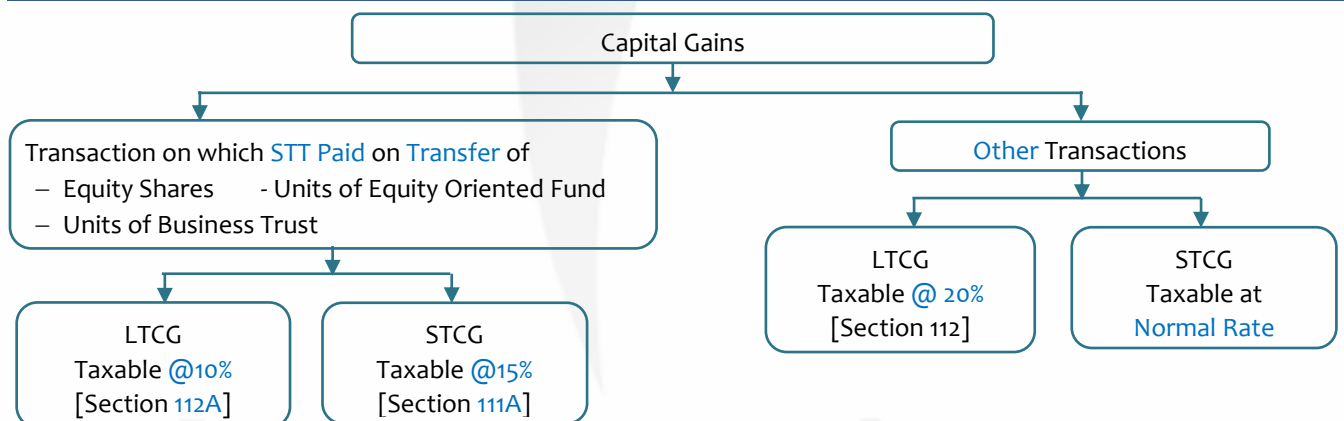 Capital Gains
Transaction on which STT Paid on Transfer of
– Equity Shares - Units of Equity Oriented Fund
– Units of Business Trust
Other Transactions
LTCG
Taxable @10%
[Section 112A]
STCG
Taxable @15%
[Section 111A]
LTCG
Taxable @ 20%
[Section 112]
STCG
Taxable at
Normal Rate